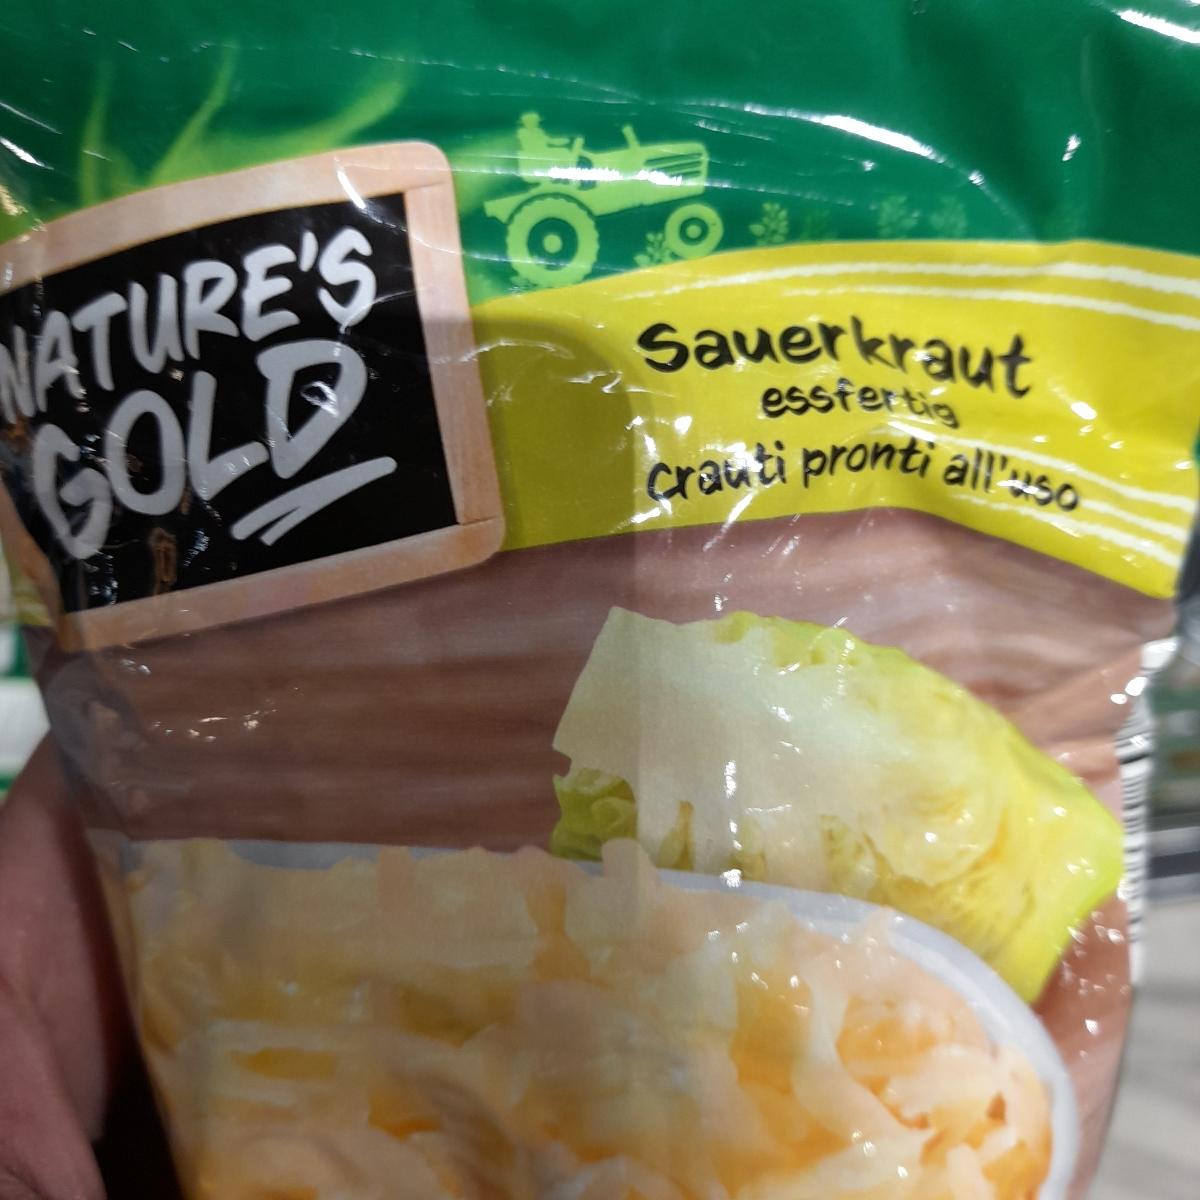 NATURE'S
GOLD
Sauerkraut
essfertig
Crauti pronti all'uso